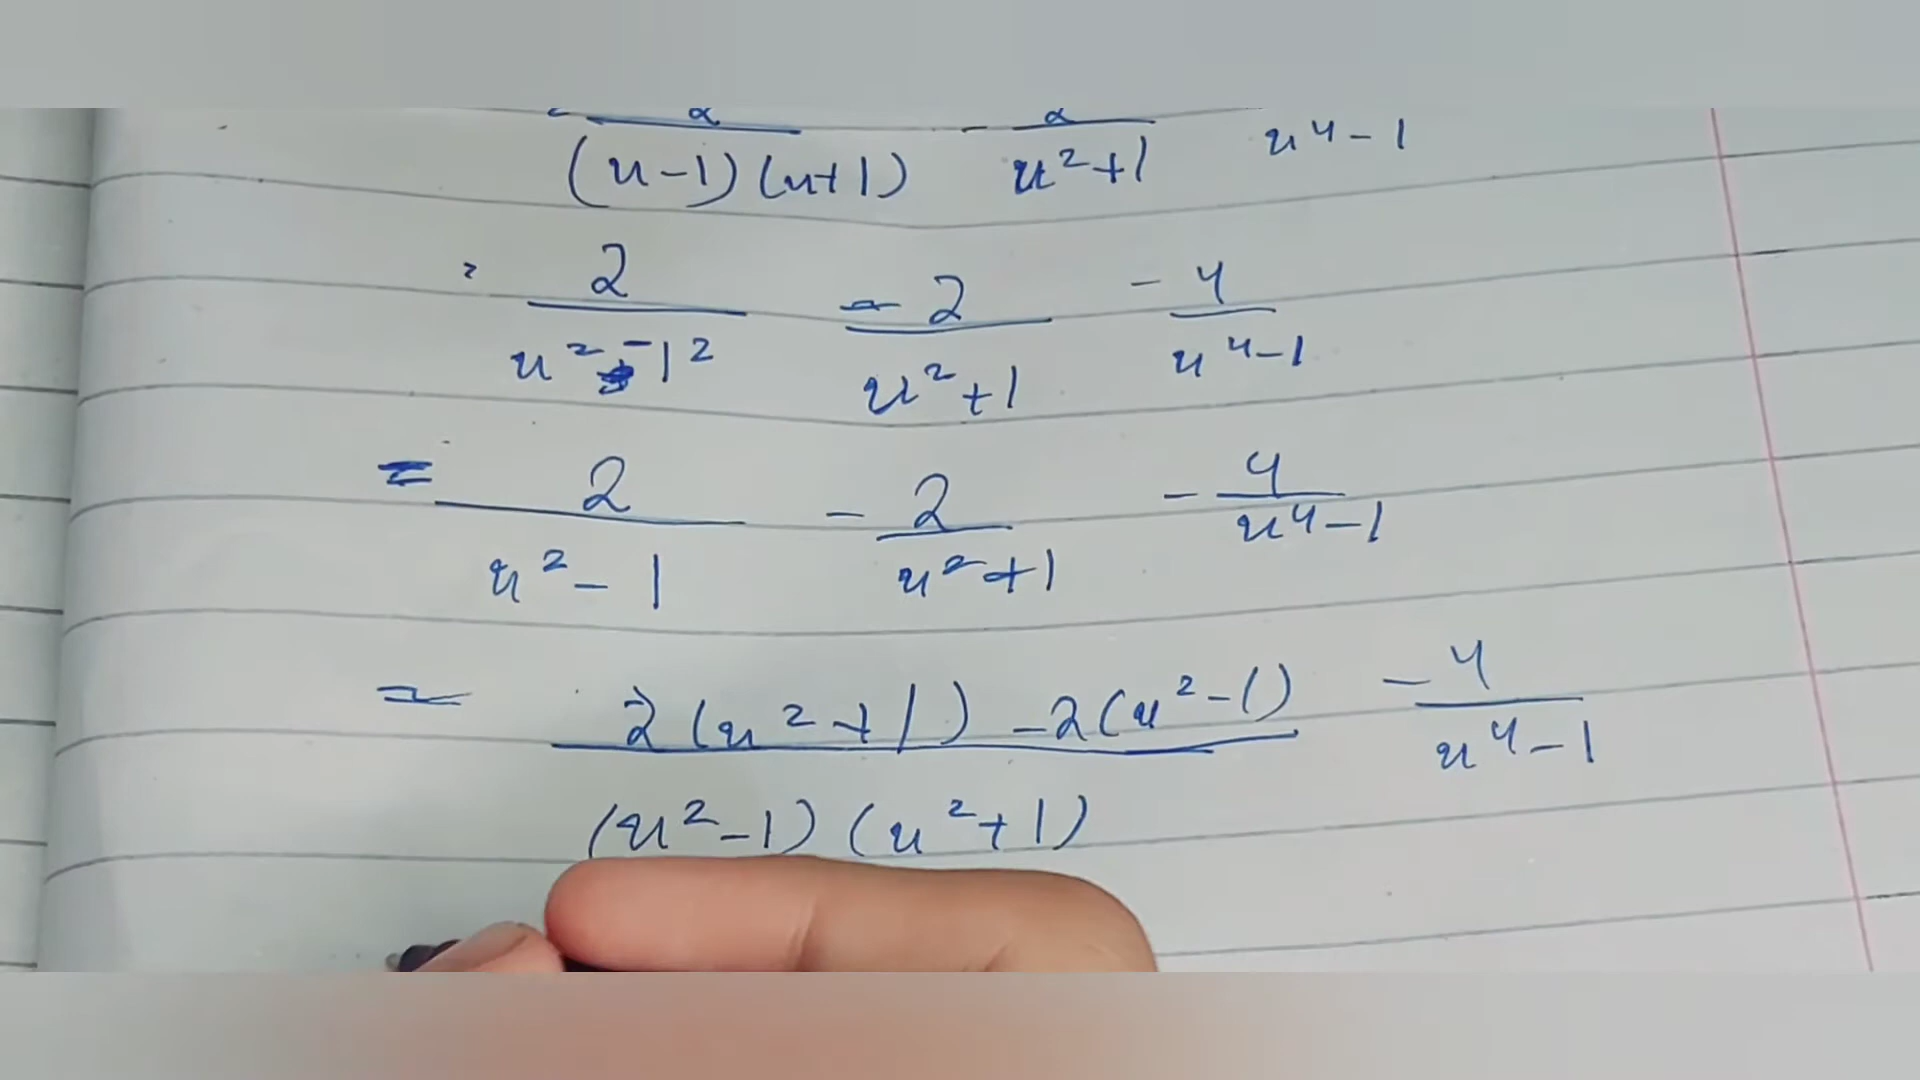 (x-1)(x+1) x²+1 x⁴-1
= 2/(x²-1²) - 2/(x²+1) - 4/(x⁴-1)
= 2/(x²-1) - 2/(x²+1) - 4/(x⁴-1)
= (2(x²+1) -2(x²-1))/((x²-1)(x²+1)) - 4/(x⁴-1)